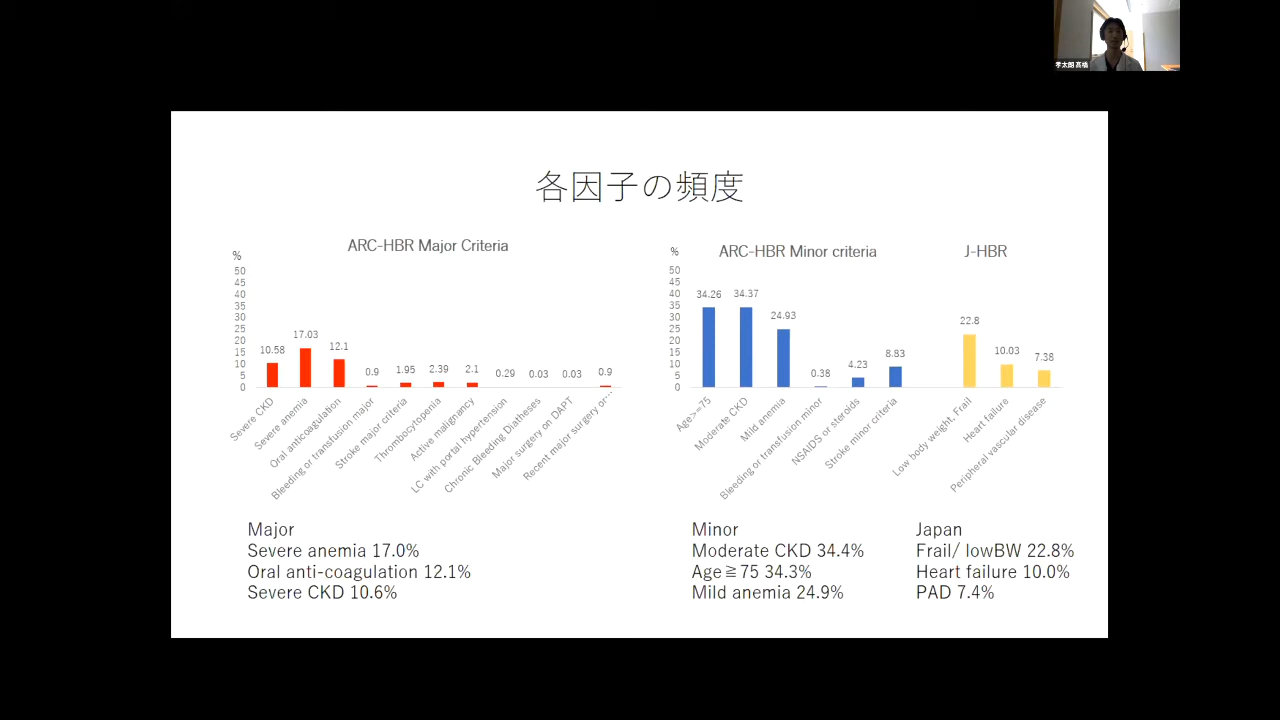 孝太朗 髙橋
各因子の頻度
ARC-HBR Major Criteria
%
50
45
40
35
30
25
20
15
10
5
0
10.58
17.03
12.1
0.9
1.95
2.39
2.1
0.29
0.03
0.03
0.9
Severe CKD
Severe anemia
Oral anticoagulation
Bleeding or transfusion major
Stroke major criteria
Thrombocytopenia
Active malignancy
LC with portal hypertension
Chronic Bleeding Diatheses
Major surgery on DAPT
Recent major surgery or…
ARC-HBR Minor criteria
J-HBR
%
50
45
40
35
30
25
20
15
10
5
0
34.26
34.37
24.93
0.38
4.23
8.83
22.8
10.03
7.38
Age>=75
Moderate CKD
Mild anemia
Bleeding or transfusion minor
NSAIDS or steroids
Stroke minor criteria
Low body weight, Frail
Heart failure
Peripheral vascular disease
Major
Severe anemia 17.0%
Oral anti-coagulation 12.1%
Severe CKD 10.6%
Minor
Moderate CKD 34.4%
Age≧75 34.3%
Mild anemia 24.9%
Japan
Frail/ lowBW 22.8%
Heart failure 10.0%
PAD 7.4%